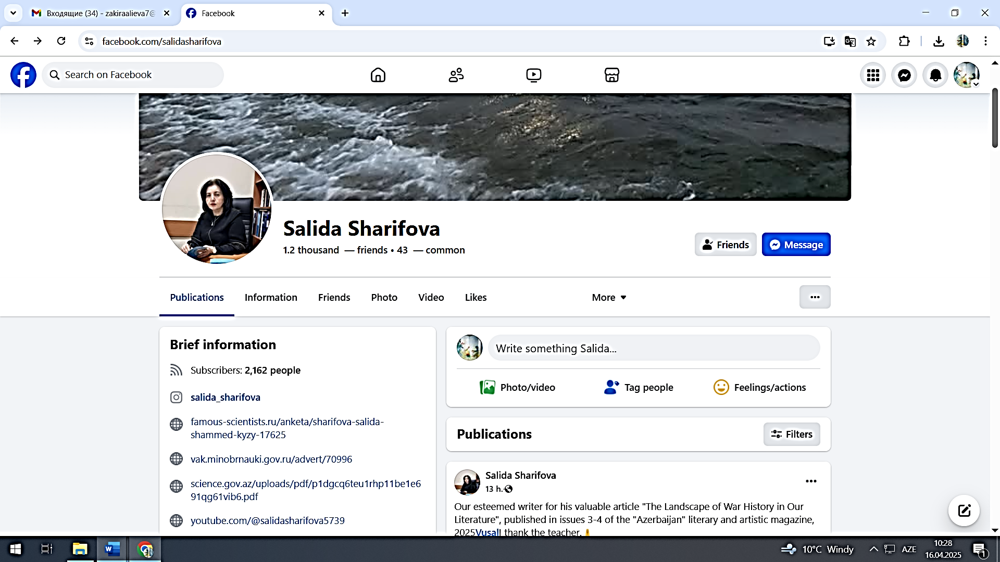 Входящие (34) - zakiraalieva7@
Facebook
facebook.com/salidasharifova
Search on Facebook
Salida Sharifova
1.2 thousand — friends • 43 — common
Friends
Message
Publications
Information
Friends
Photo
Video
Likes
More
Brief information
Subscribers: 2,162 people
salida_sharifova
famous-scientists.ru/anketa/sharifova-salida-
shammed-kyzy-17625
vak.minobrnauki.gov.ru/advert/70996
science.gov.az/uploads/pdf/p1dgcq6teu1rhp11be1e6
91qg61vib6.pdf
youtube.com/@salidasharifova5739
Write something Salida...
Photo/video
Tag people
Feelings/actions
Publications
Filters
Salida Sharifova
13 h.
Our esteemed writer for his valuable article "The Landscape of War History in Our
Literature", published in issues 3-4 of the "Azerbaijan" literary and artistic magazine,
2025VusalI thank the teacher.
10°C Windy
AZE
10:28
16.04.2025
1